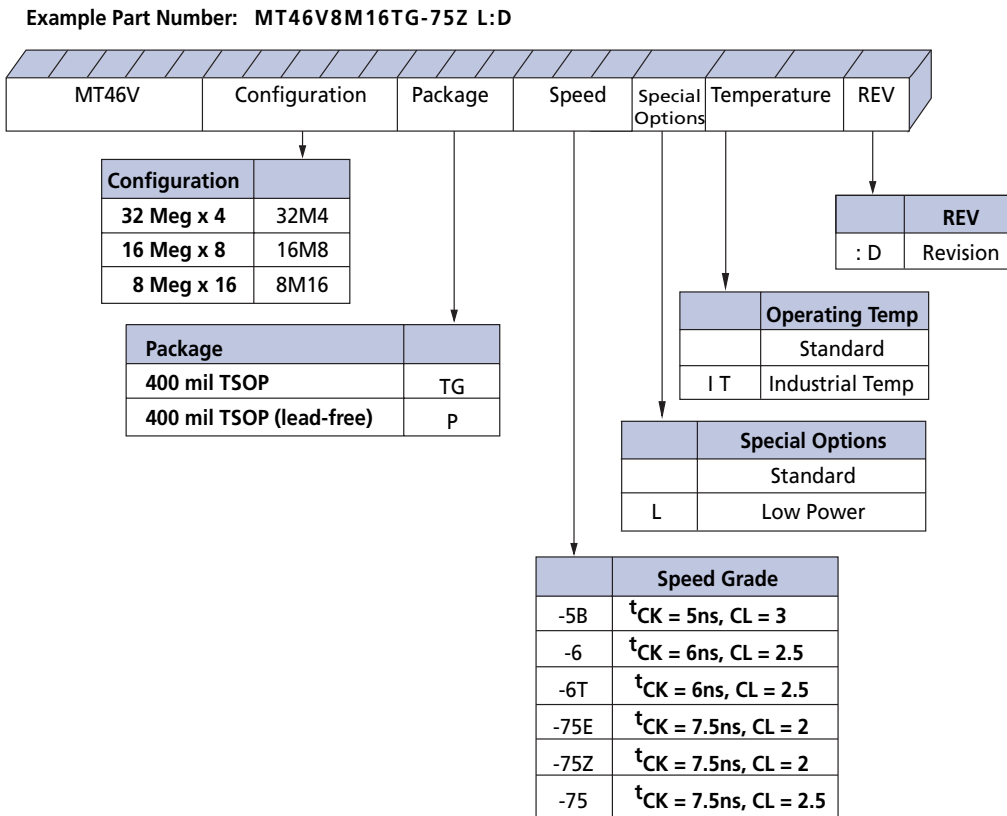 Example Part Number: MT46V8M16TG-75Z L:D
MT46V Configuration Package Speed Special Options Temperature REV
Configuration
32 Meg x 4 32M4
16 Meg x 8 16M8
8 Meg x 16 8M16
Package
400 mil TSOP TG
400 mil TSOP (lead-free) P
REV
: D Revision
Operating Temp
Standard
I T Industrial Temp
Special Options
Standard
L Low Power
Speed Grade
-5B tCK = 5ns, CL = 3
-6 tCK = 6ns, CL = 2.5
-6T tCK = 6ns, CL = 2.5
-75E tCK = 7.5ns, CL = 2
-75Z tCK = 7.5ns, CL = 2
-75 tCK = 7.5ns, CL = 2.5